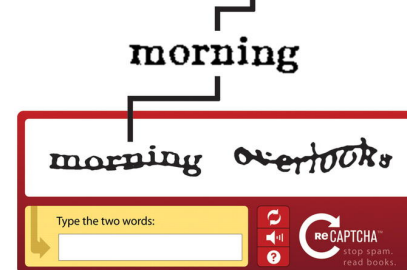 morning
morning overlooks
Type the two words:
?
reCAPTCHA™
stop spam.
read books.